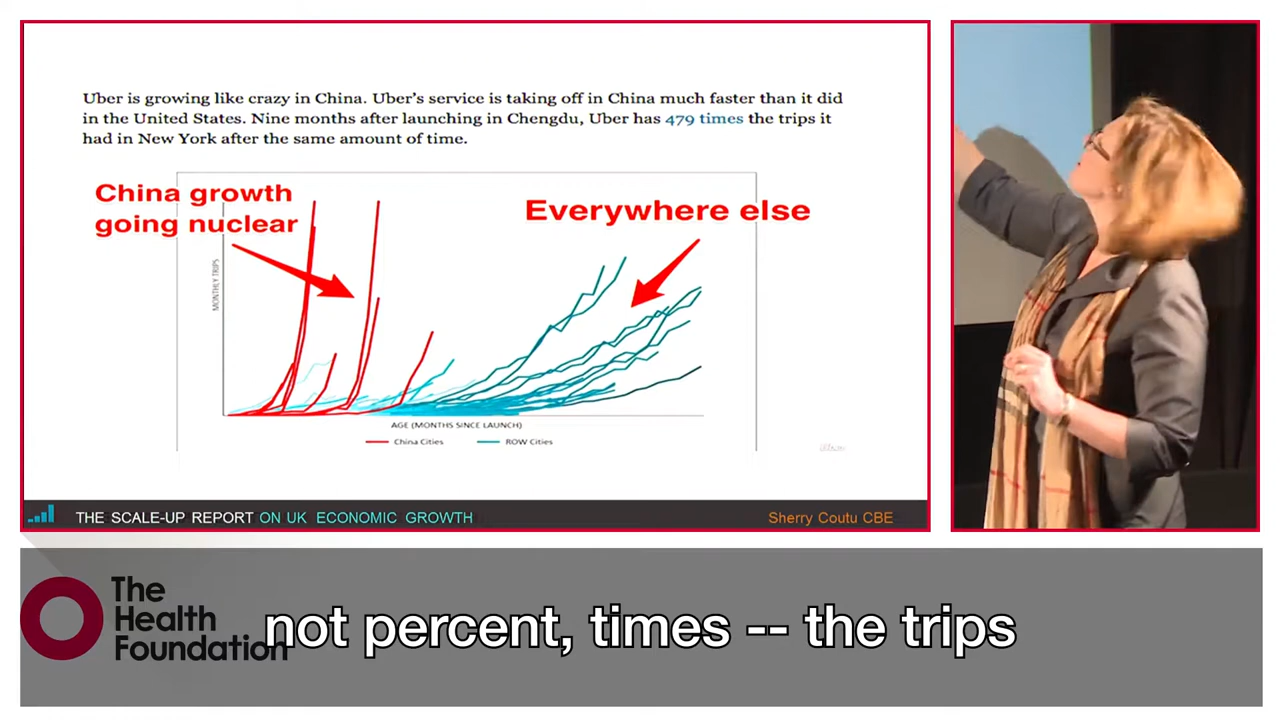 Uber is growing like crazy in China. Uber's service is taking off in China much faster than it did
in the United States. Nine months after launching in Chengdu, Uber has 479 times the trips it
had in New York after the same amount of time.
China growth
going nuclear
Everywhere else
MONTHLY TRIPS
AGE (MONTHS SINCE LAUNCH)
China Cities
ROW Cities
THE SCALE-UP REPORT ON UK ECONOMIC GROWTH
Sherry Coutu CBE
The
Health
Foundation
not percent, times -- the trips